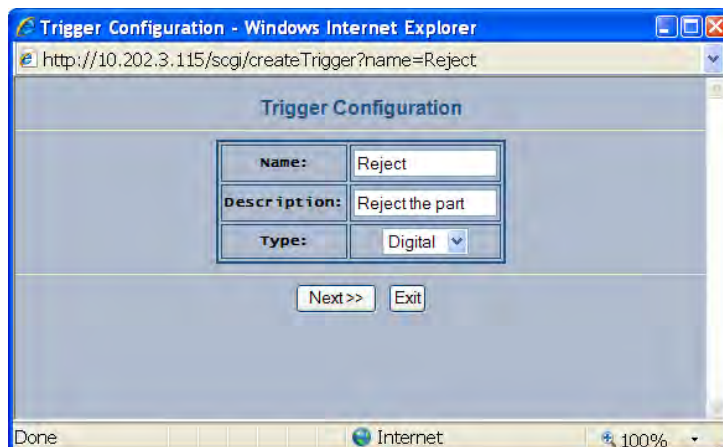 Trigger Configuration - Windows Internet Explorer
http://10.202.3.115/scgi/createTrigger?name=Reject
Trigger Configuration
Name: Reject
Description: Reject the part
Type: Digital
Next>> Exit
Done Internet 100%